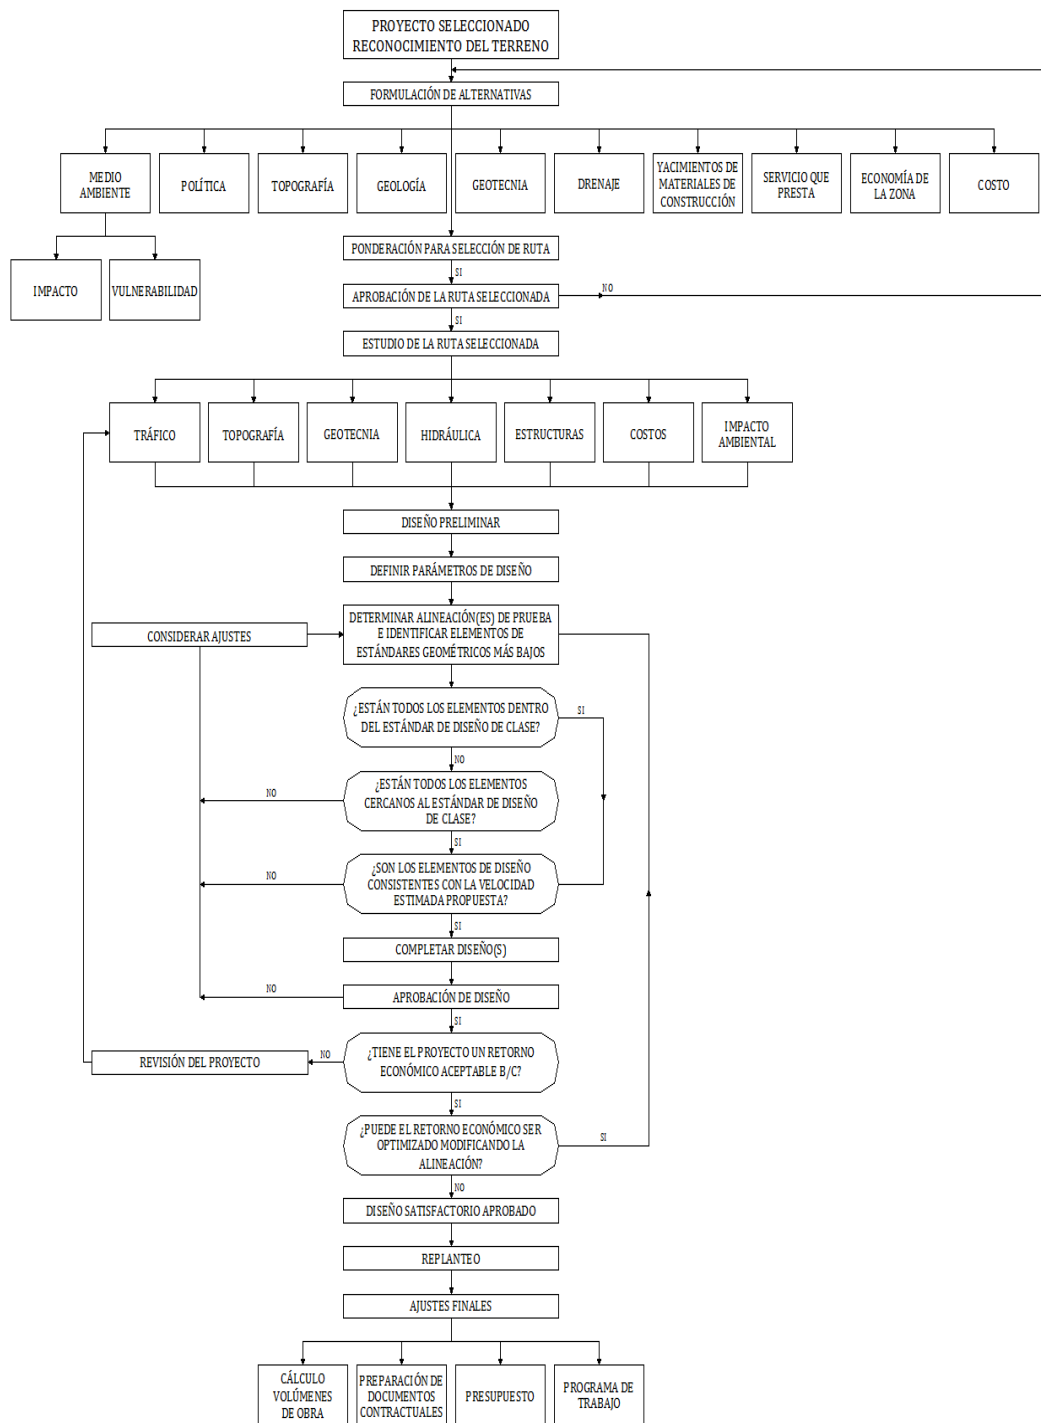 PROYECTO SELECCIONADO
RECONOCIMIENTO DEL TERRENO
FORMULACIÓN DE ALTERNATIVAS
MEDIO
AMBIENTE
POLÍTICA
TOPOGRAFÍA
GEOLOGÍA
GEOTECNIA
DRENAJE
YACIMIENTOS DE
MATERIALES DE
CONSTRUCCIÓN
SERVICIO QUE
PRESTA
ECONOMÍA DE
LA ZONA
COSTO
IMPACTO
VULNERABILIDAD
PONDERACIÓN PARA SELECCIÓN DE RUTA
SI
APROBACIÓN DE LA RUTA SELECCIONADA
NO
SI
ESTUDIO DE LA RUTA SELECCIONADA
TRÁFICO
TOPOGRAFÍA
GEOTECNIA
HIDRÁULICA
ESTRUCTURAS
COSTOS
IMPACTO
AMBIENTAL
DISEÑO PRELIMINAR
DEFINIR PARÁMETROS DE DISEÑO
CONSIDERAR AJUSTES
DETERMINAR ALINEACIÓN(ES) DE PRUEBA
E IDENTIFICAR ELEMENTOS DE
ESTÁNDARES GEOMÉTRICOS MÁS BAJOS
¿ESTÁN TODOS LOS ELEMENTOS DENTRO
DEL ESTÁNDAR DE DISEÑO DE CLASE?
SI
NO
¿ESTÁN TODOS LOS ELEMENTOS
CERCANOS AL ESTÁNDAR DE DISEÑO
DE CLASE?
NO
SI
¿SON LOS ELEMENTOS DE DISEÑO
CONSISTENTES CON LA VELOCIDAD
ESTIMADA PROPUESTA?
NO
SI
COMPLETAR DISEÑO(S)
APROBACIÓN DE DISEÑO
NO
SI
¿TIENE EL PROYECTO UN RETORNO
ECONÓMICO ACEPTABLE B/C?
NO
REVISIÓN DEL PROYECTO
SI
¿PUEDE EL RETORNO ECONÓMICO SER
OPTIMIZADO MODIFICANDO LA
ALINEACIÓN?
SI
NO
DISEÑO SATISFACTORIO APROBADO
REPLANTEO
AJUSTES FINALES
CÁLCULO
VOLÚMENES
DE OBRA
PREPARACIÓN DE
DOCUMENTOS
CONTRACTUALES
PRESUPUESTO
PROGRAMA DE
TRABAJO